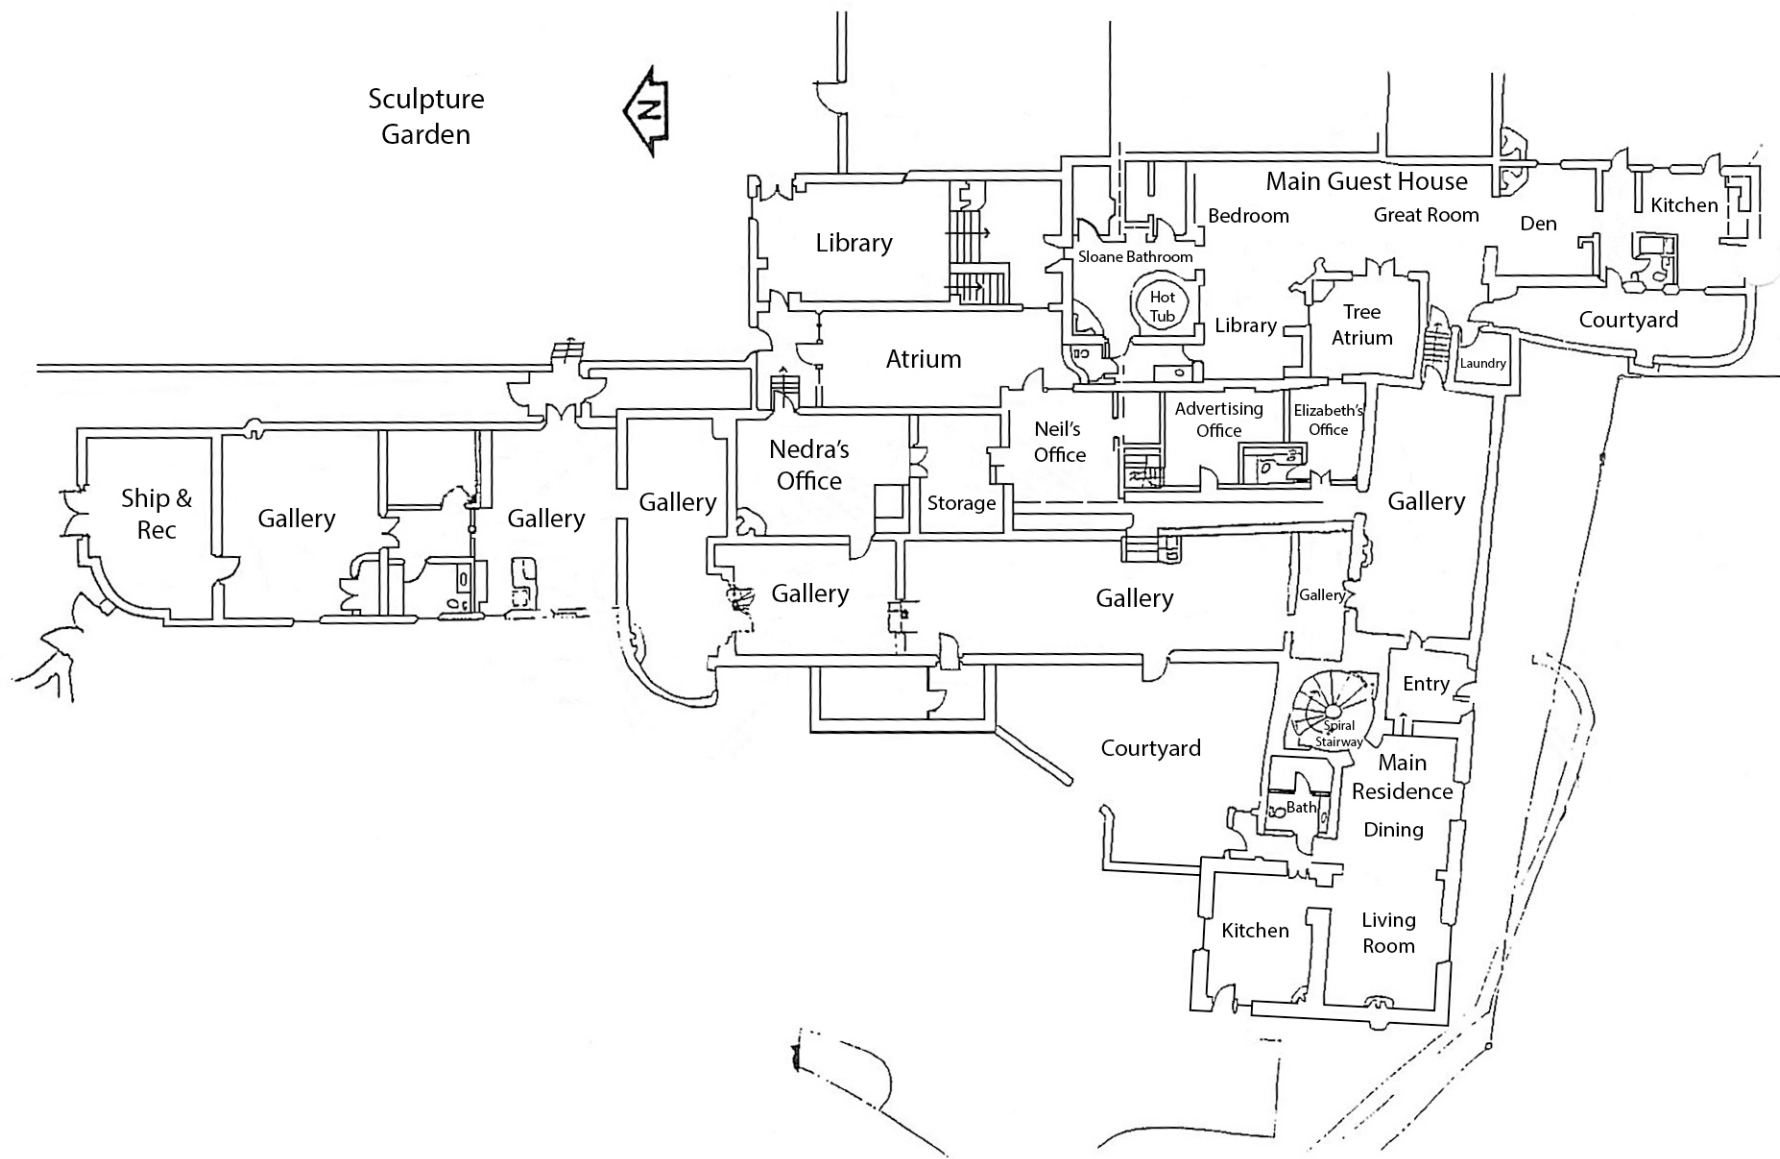 Sculpture
Garden
N
Main Guest House
Bedroom
Great Room
Den
Kitchen
Library
Sloane Bathroom
Hot
Tub
Library
Tree
Atrium
Courtyard
Laundry
Atrium
Nedra's
Office
Storage
Neil's
Office
Advertising
Office
Elizabeth's
Office
Ship &
Rec
Gallery
Gallery
Gallery
Gallery
Gallery
Gallery
Gallery
Entry
Spiral
Stairway
Courtyard
Main
Residence
Bath
Dining
Kitchen
Living
Room